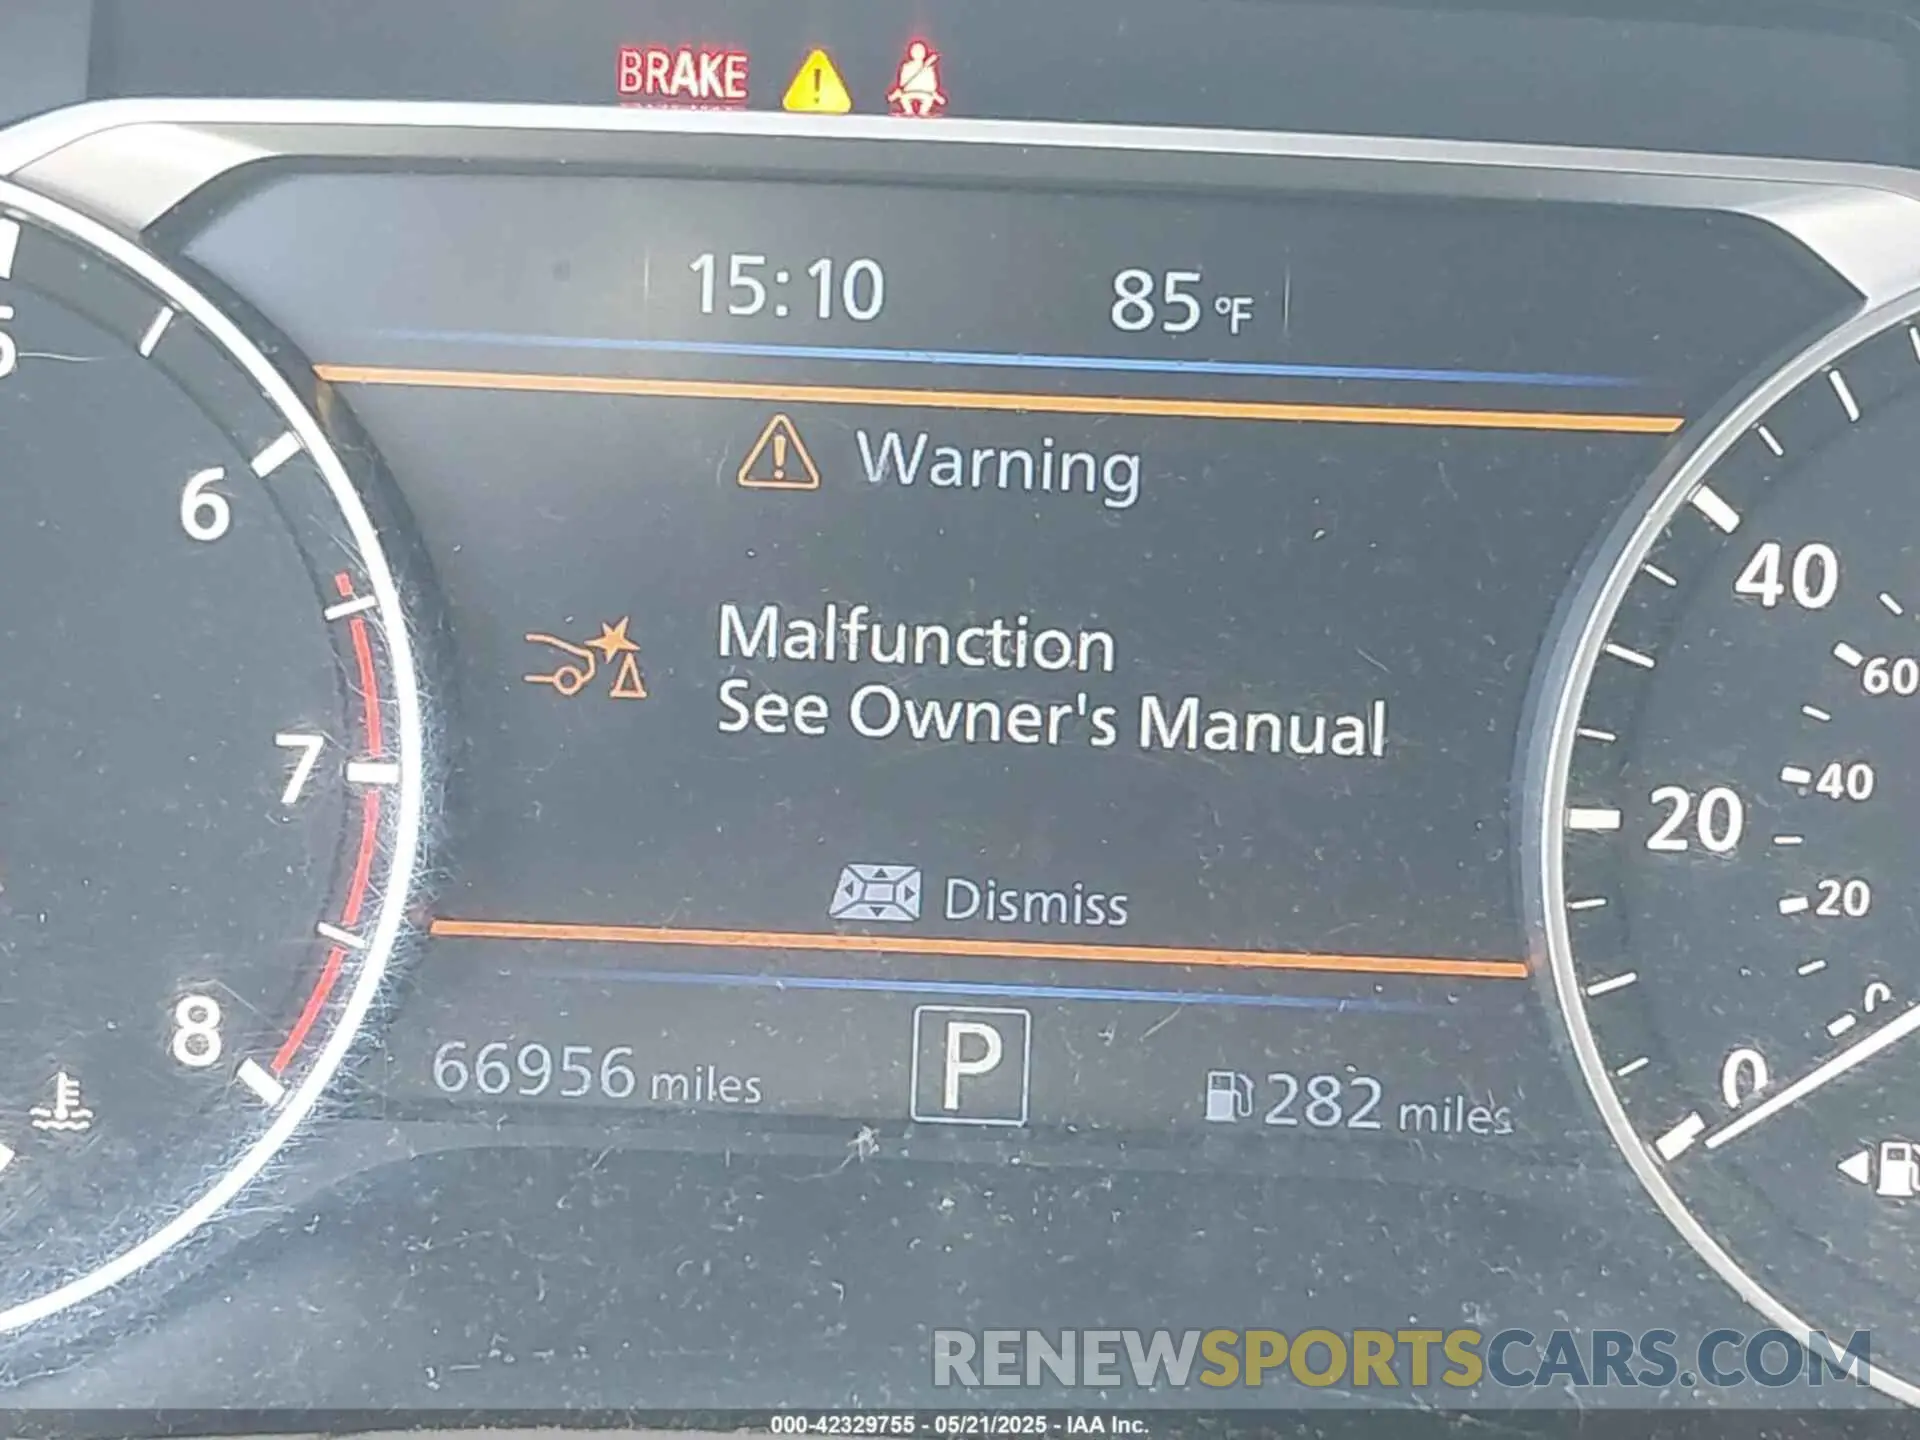 BRAKE
15:10 85 °F
Warning
6
40
60
Malfunction
See Owner's Manual
7
40
20
Dismiss
20
8
0
0
66956 miles P 282 miles
RENEWSPORTSCARS.COM
000-42329755 - 05/21/2025 - IAA Inc.